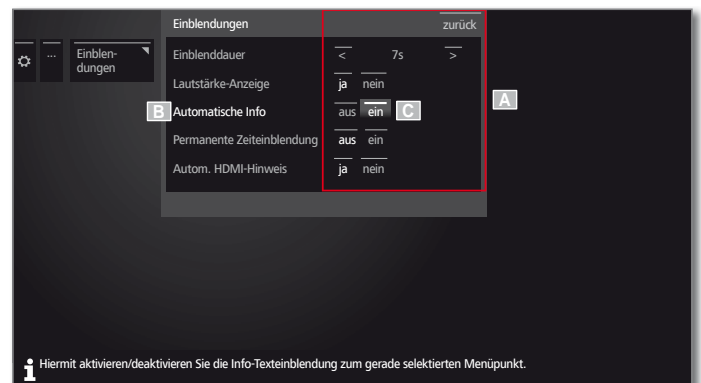 Einblendungen zurück
... Einblen-
dungen
Einblenddauer < 7s >
Lautstärke-Anzeige ja nein
A
B Automatische Info aus ein C
Permanente Zeiteinblendung aus ein
Autom. HDMI-Hinweis ja nein
i Hiermit aktivieren/deaktivieren Sie die Info-Texteinblendung zum gerade selektierten Menüpunkt.